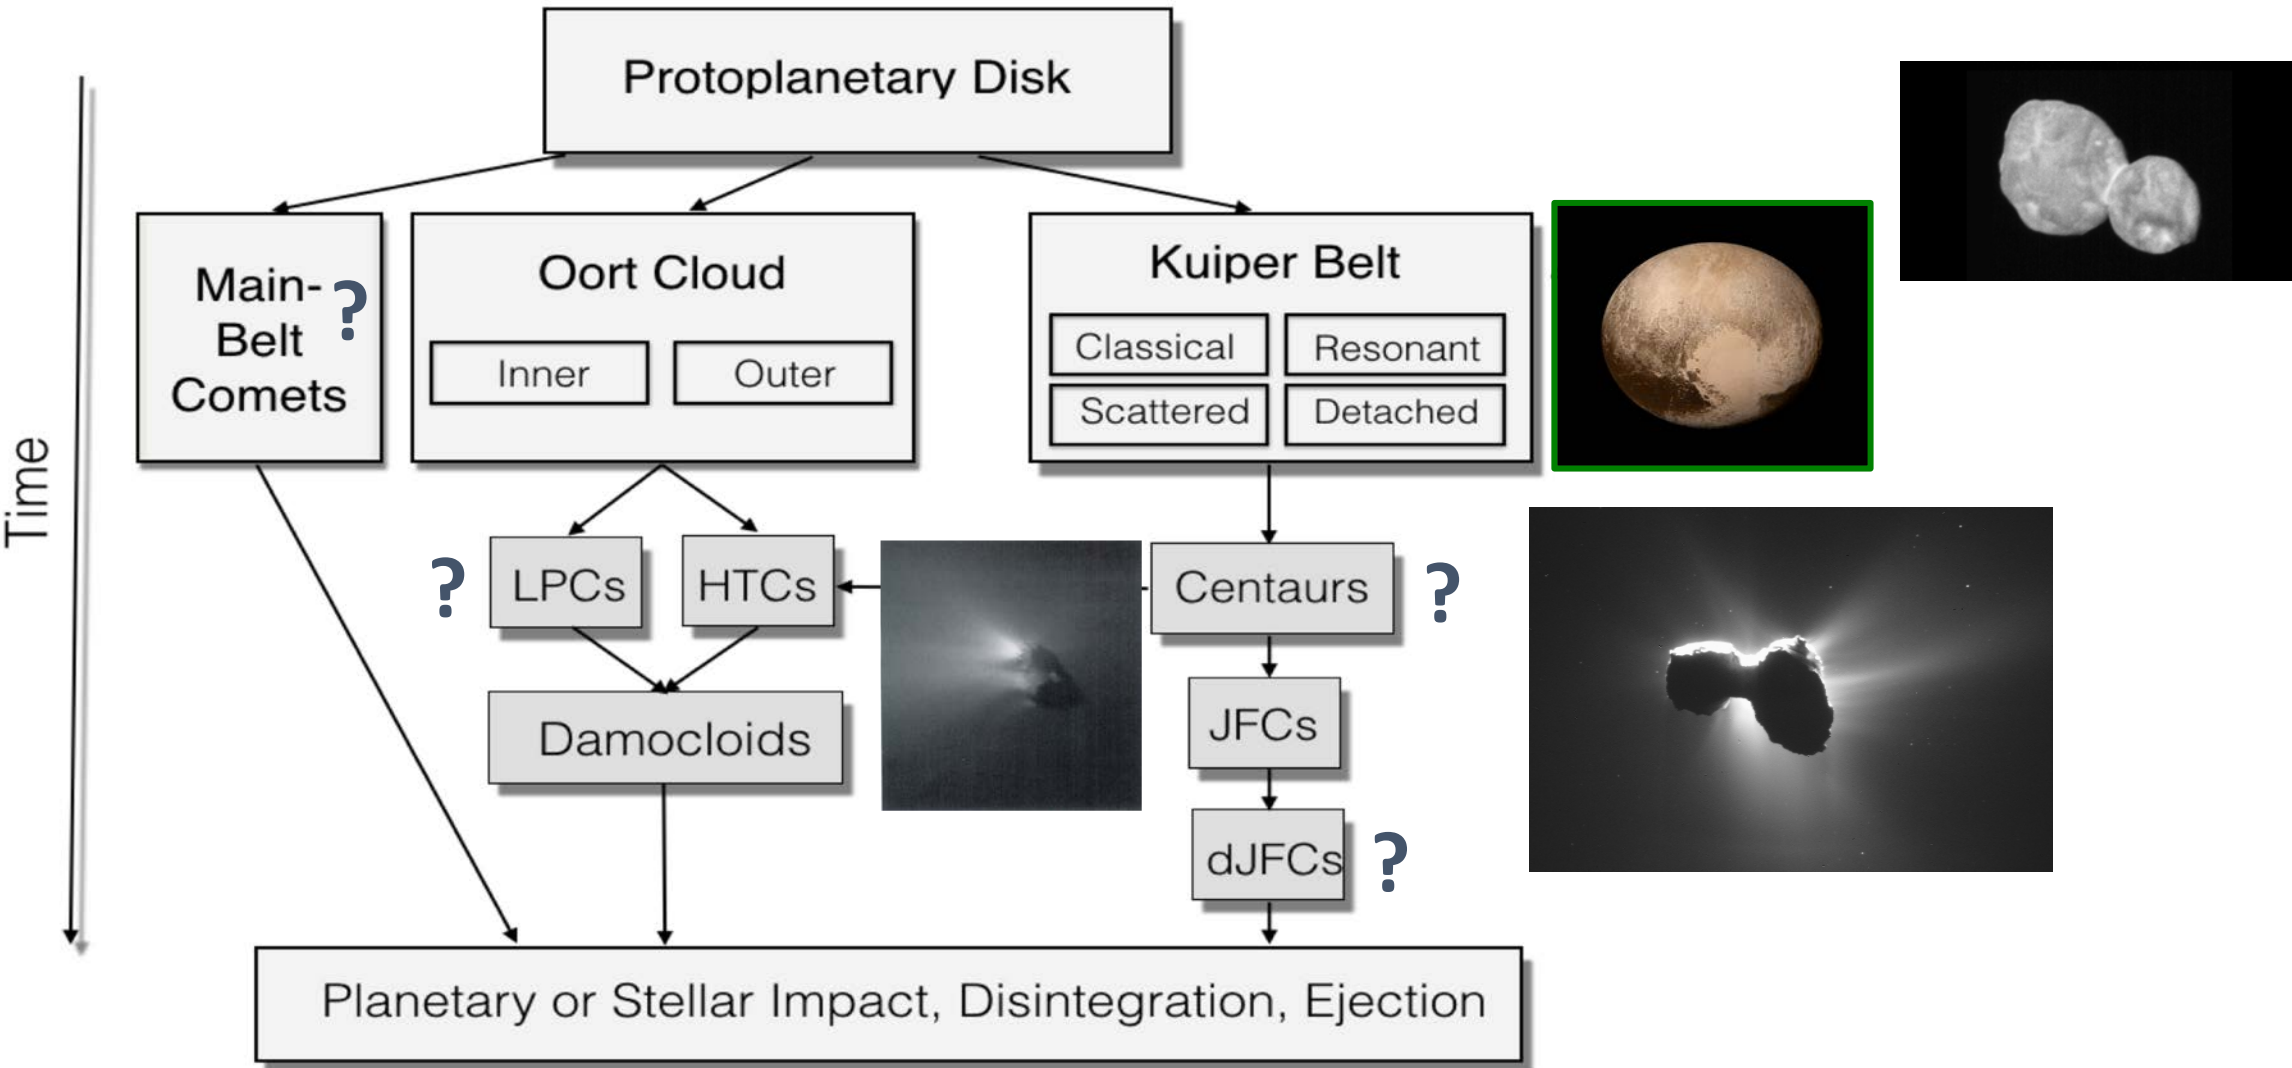 Protoplanetary Disk
Time
Main-
Belt
Comets
?
Oort Cloud
Inner
Outer
Kuiper Belt
Classical
Resonant
Scattered
Detached
?
LPCs
HTCs
Centaurs
?
Damocloids
JFCs
dJFCs
?
Planetary or Stellar Impact, Disintegration, Ejection